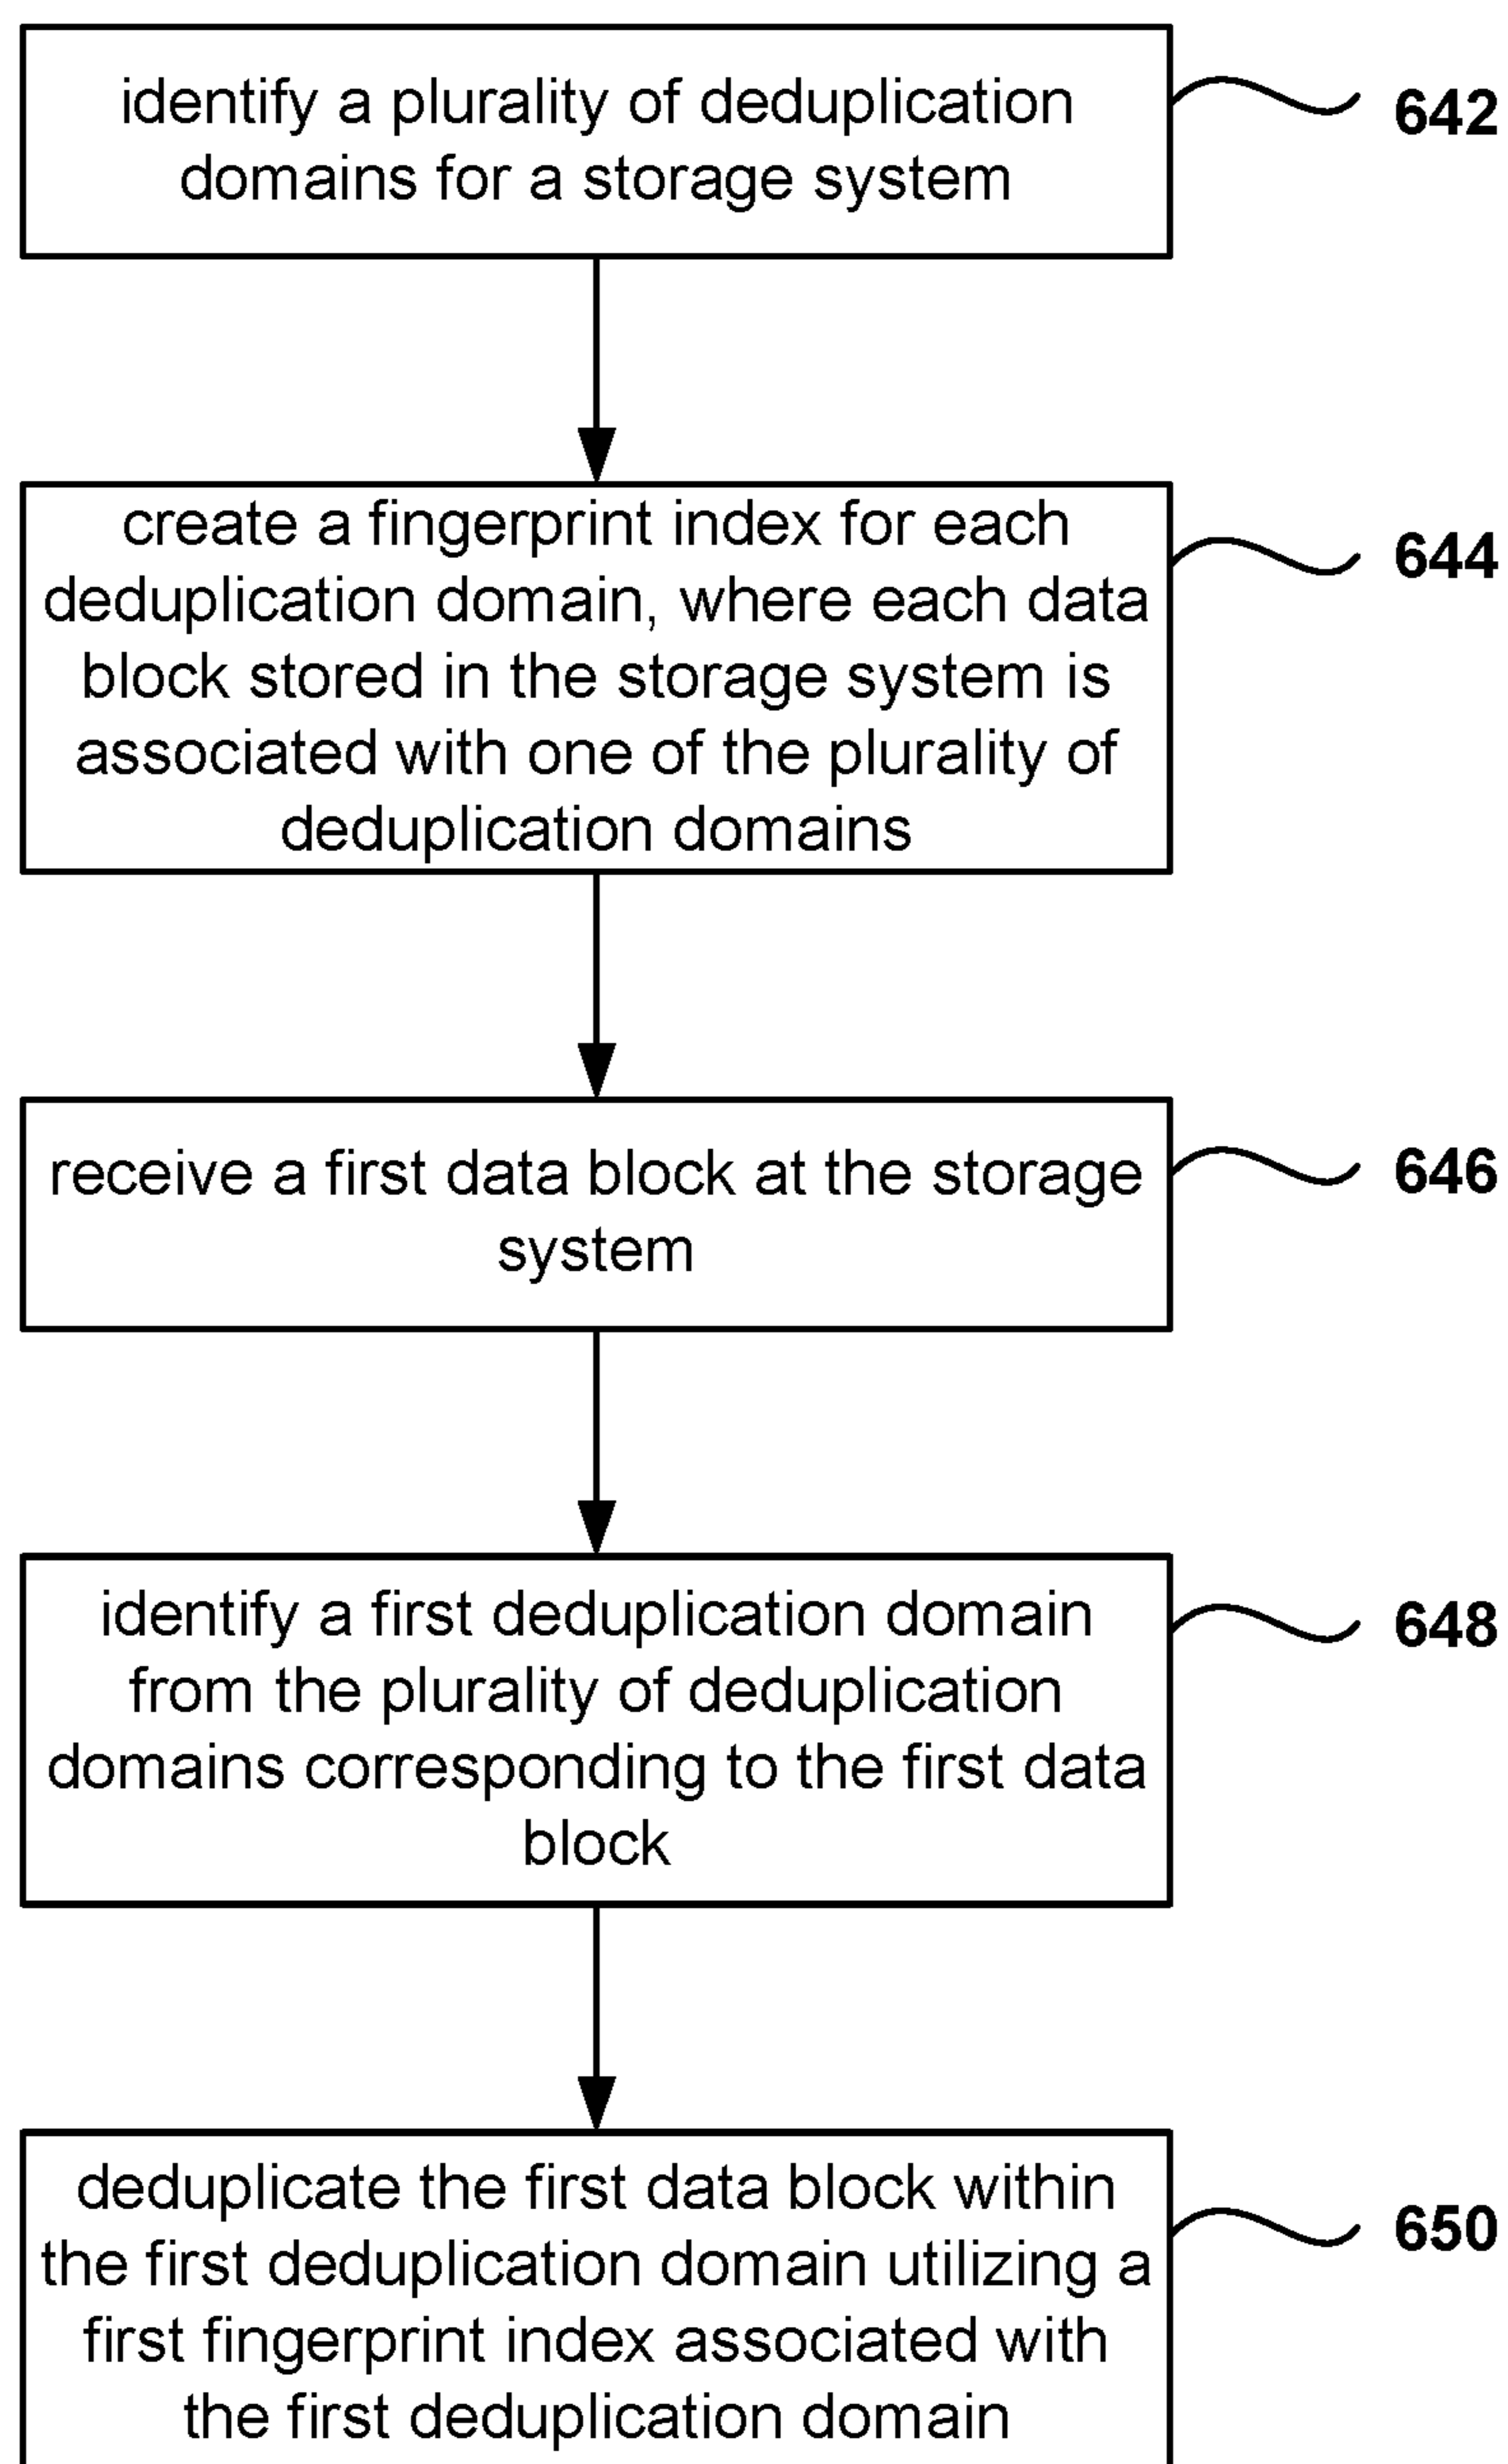 identify a plurality of deduplication
domains for a storage system
642
create a fingerprint index for each
deduplication domain, where each data
block stored in the storage system is
associated with one of the plurality of
deduplication domains
644
receive a first data block at the storage
system
646
identify a first deduplication domain
from the plurality of deduplication
domains corresponding to the first data
block
648
deduplicate the first data block within
the first deduplication domain utilizing a
first fingerprint index associated with
the first deduplication domain
650